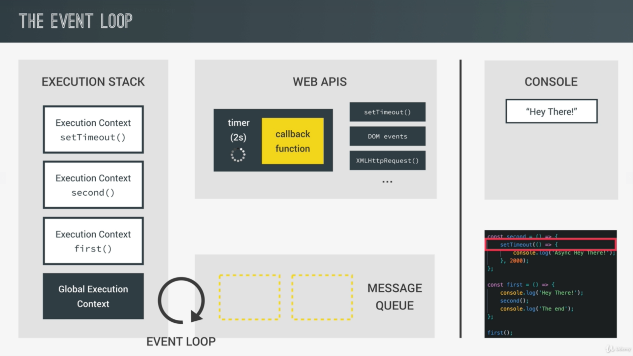 THE EVENT LOOP
EXECUTION STACK
Execution Context
setTimeout()
Execution Context
second()
Execution Context
first()
Global Execution
Context
WEB APIS
timer
(2s)
callback
function
setTimeout()
DOM events
XMLHttpRequest()
...
MESSAGE
QUEUE
EVENT LOOP
CONSOLE
“Hey There!”
const second = () => {
setTimeout(() => {
console.log('Async Hey There!');
}, 2000);
};
const first = () => {
console.log('Hey There!');
second();
console.log('The end');
};
first();